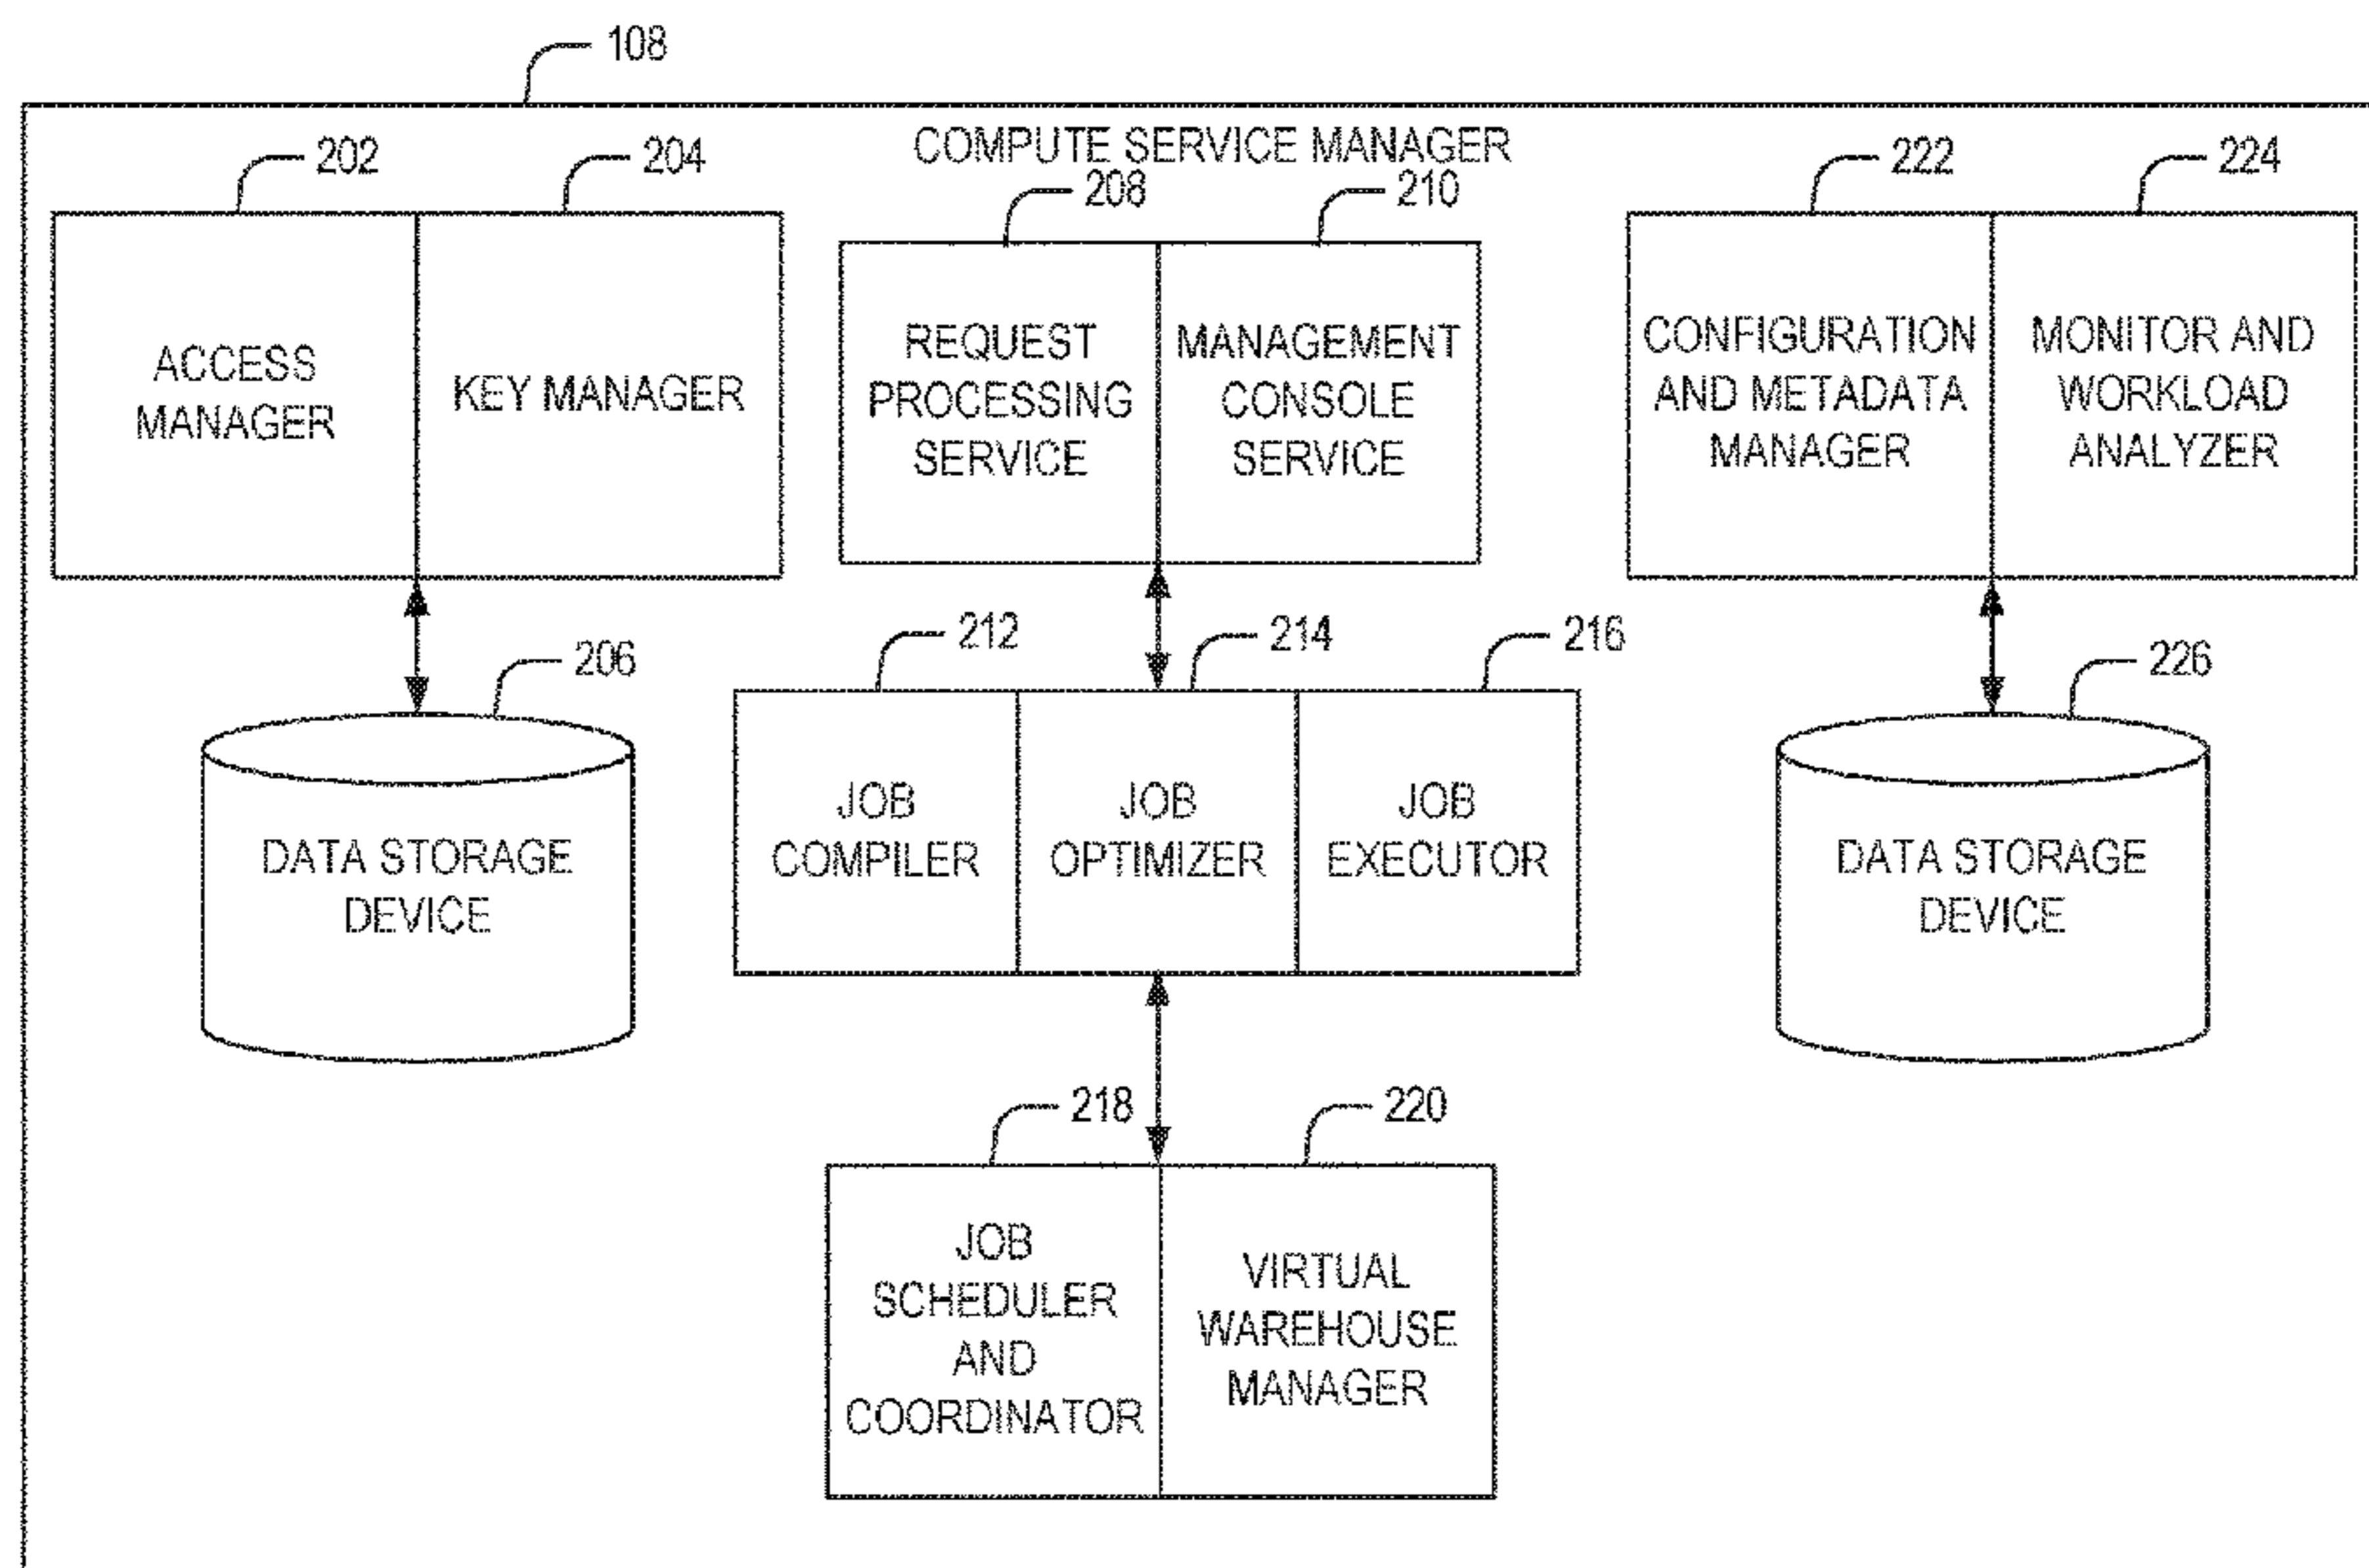 108
COMPUTE SERVICE MANAGER
202
204
208
210
222
224
ACCESS
MANAGER
KEY MANAGER
REQUEST
PROCESSING
SERVICE
MANAGEMENT
CONSOLE
SERVICE
CONFIGURATION
AND METADATA
MANAGER
MONITOR AND
WORKLOAD
ANALYZER
206
212
214
216
226
DATA STORAGE
DEVICE
JOB
COMPILER
JOB
OPTIMIZER
JOB
EXECUTOR
DATA STORAGE
DEVICE
218
220
JOB
SCHEDULER
AND
COORDINATOR
VIRTUAL
WAREHOUSE
MANAGER